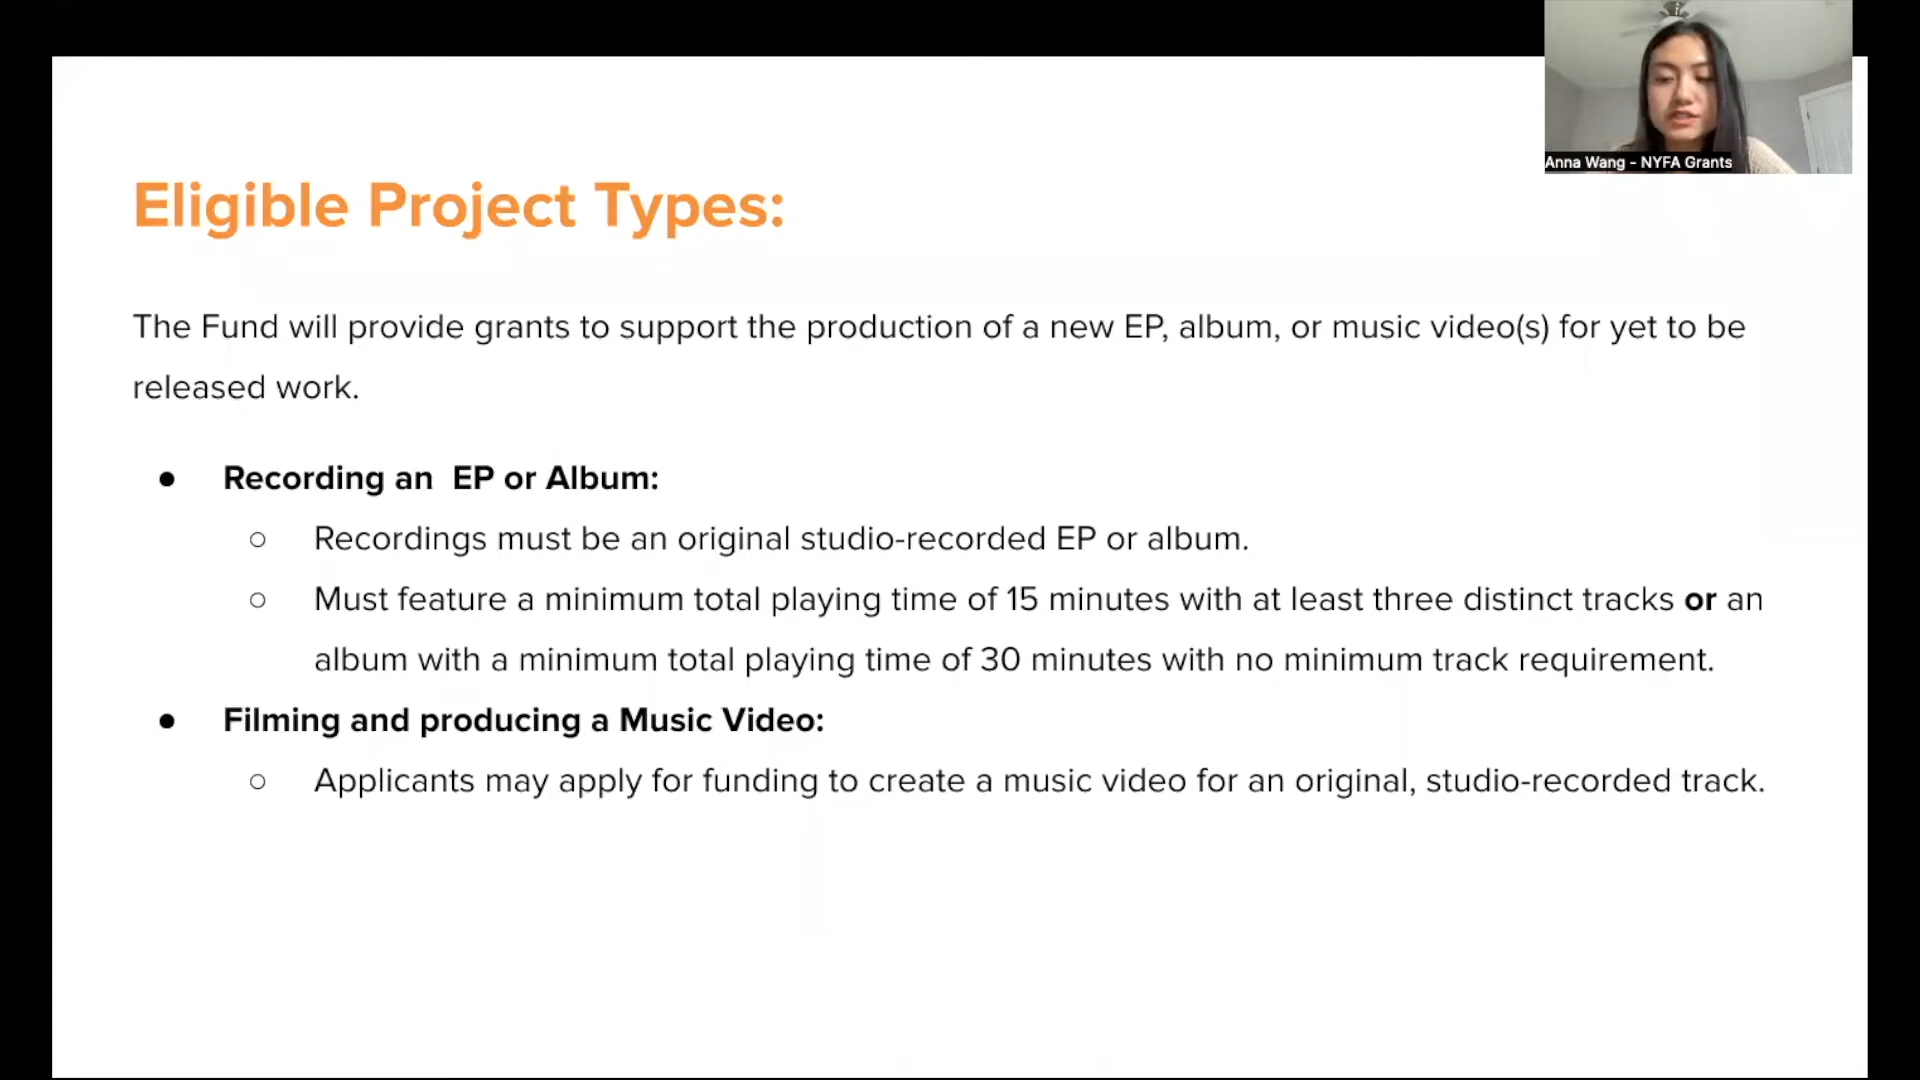 Anna Wang - NYFA Grants
Eligible Project Types:
The Fund will provide grants to support the production of a new EP, album, or music video(s) for yet to be
released work.
● Recording an  EP or Album:
○ Recordings must be an original studio-recorded EP or album.
○ Must feature a minimum total playing time of 15 minutes with at least three distinct tracks or an
album with a minimum total playing time of 30 minutes with no minimum track requirement.
● Filming and producing a Music Video:
○ Applicants may apply for funding to create a music video for an original, studio-recorded track.